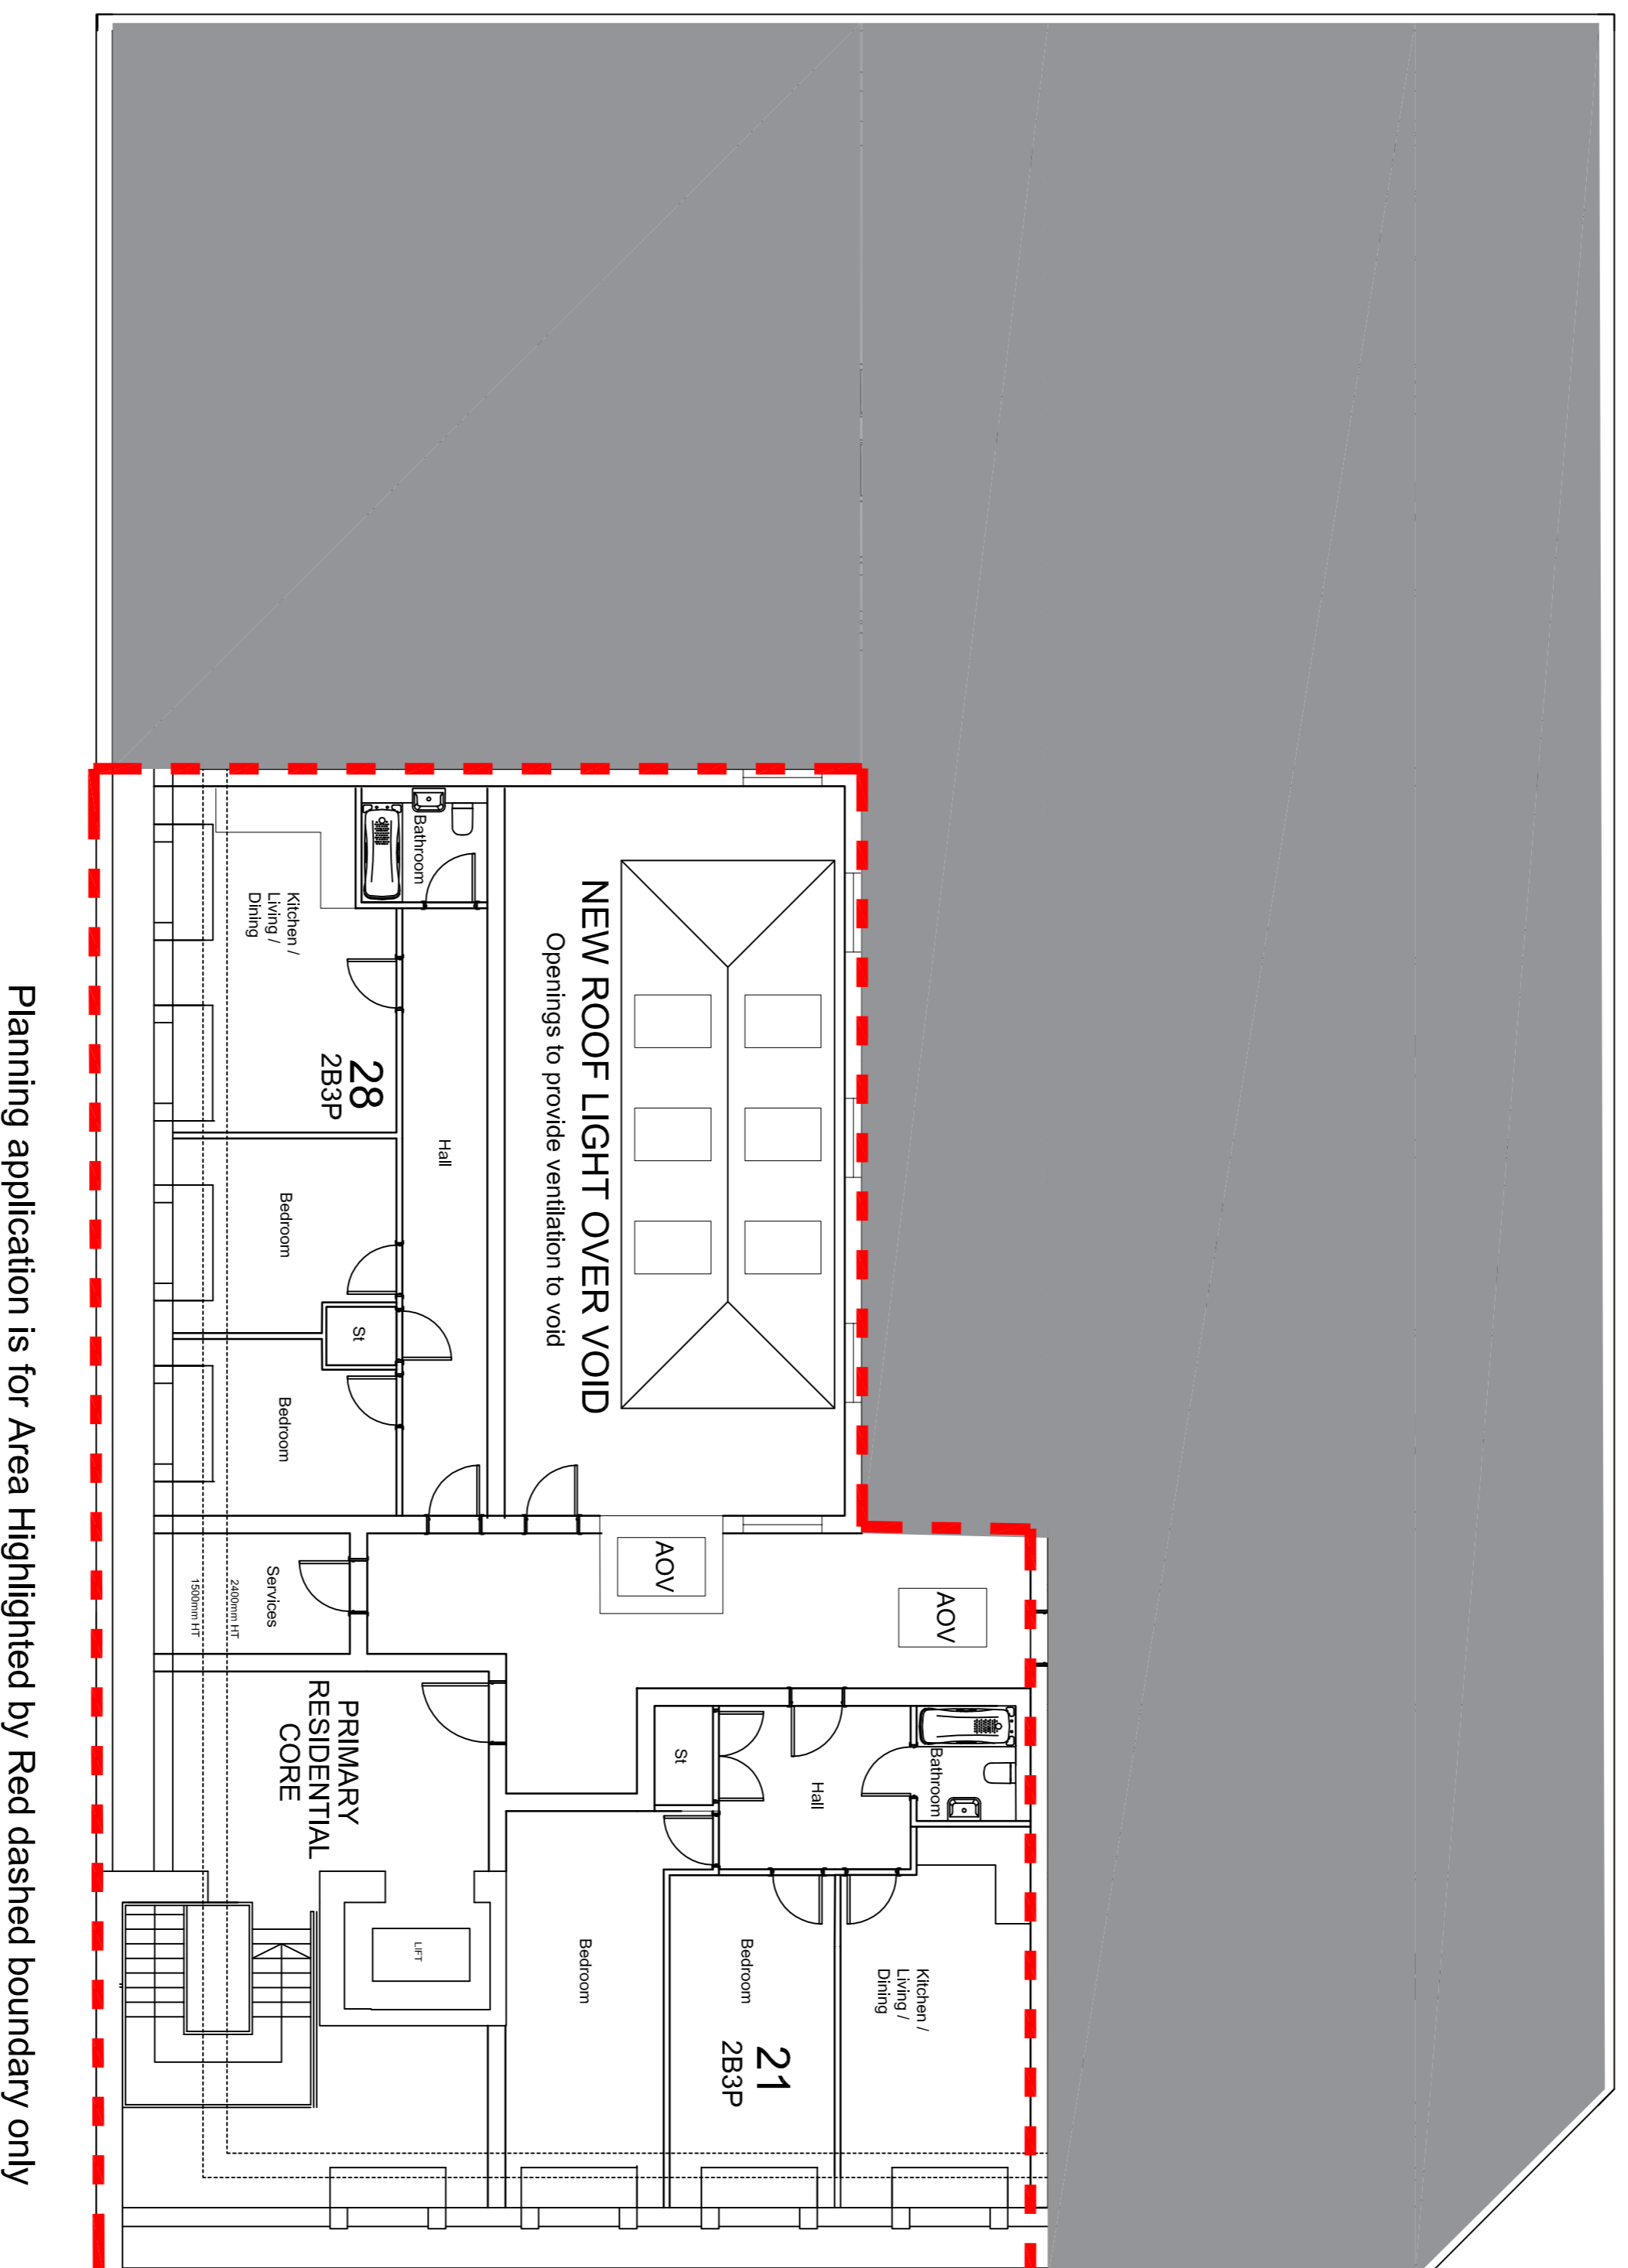 AOV
AOV
NEW ROOF LIGHT OVER VOID
Openings to provide ventilation to void
Bathroom
Hall
28
2B3P
Kitchen /
Living /
Dining
Bedroom
St
Bedroom
Services
2400mm HT
1500mm HT
PRIMARY
RESIDENTIAL
CORE
LIFT
Bathroom
Hall
St
Kitchen /
Living /
Dining
21
2B3P
Bedroom
Bedroom
Planning application is for Area Highlighted by Red dashed boundary only